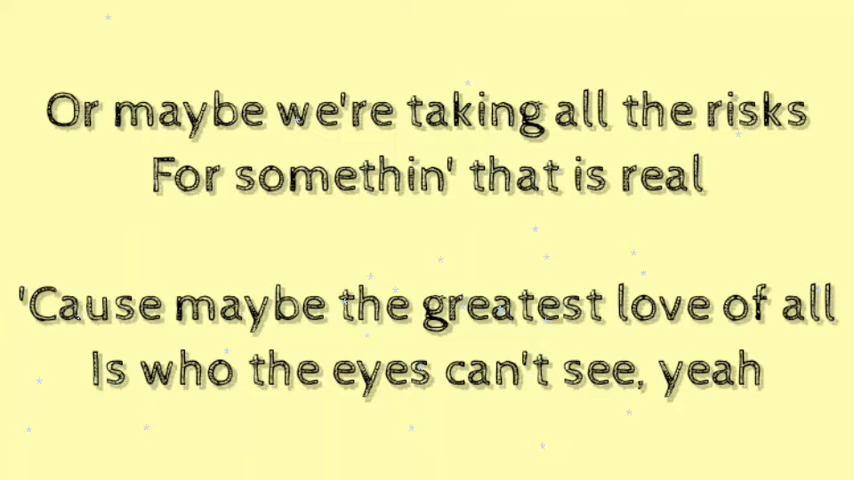 Or maybe we're taking all the risks
For somethin' that is real
'Cause maybe the greatest love of all
Is who the eyes can't see, yeah